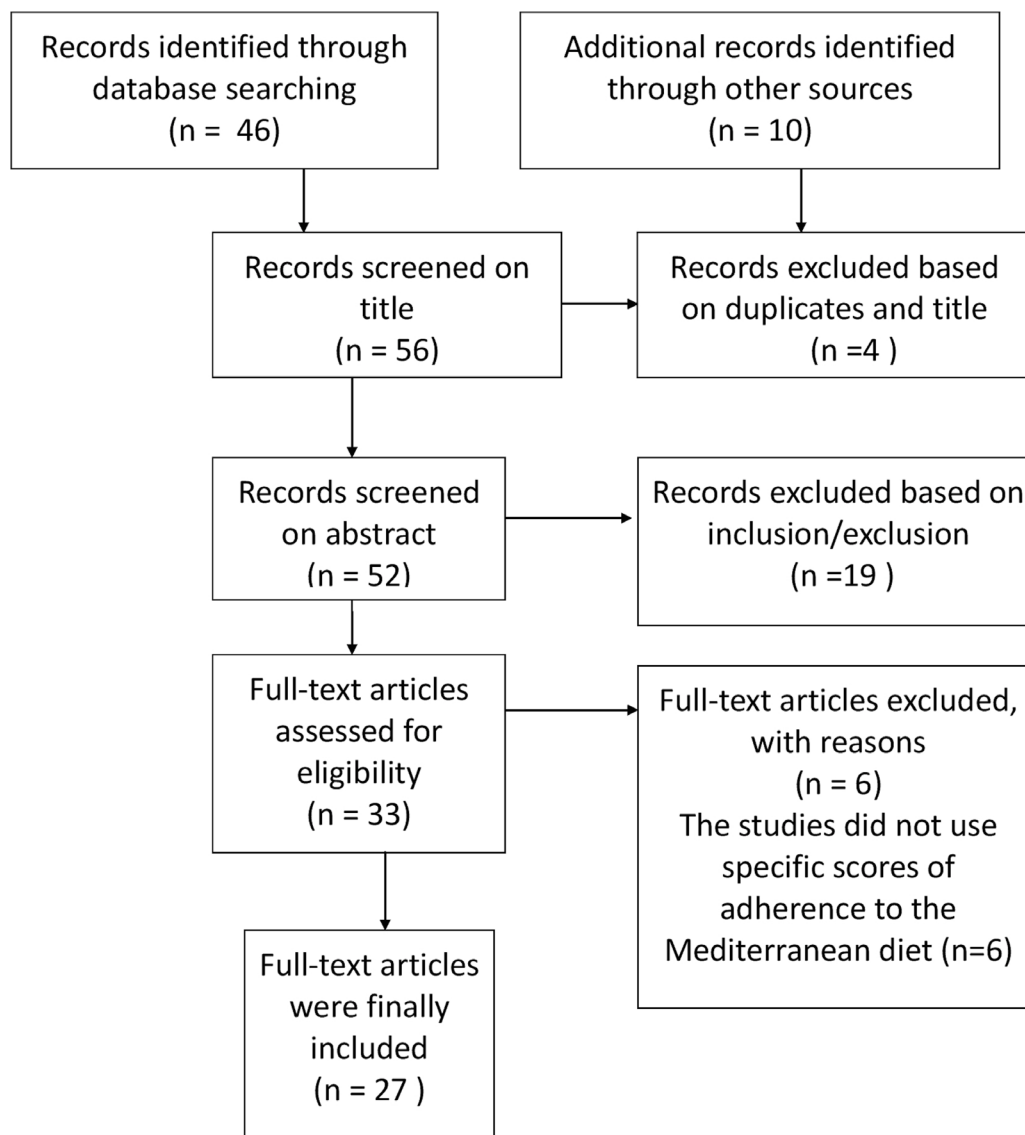 Records identified through
database searching
(n =  46)
Additional records identified
through other sources
(n = 10)
Records screened on
title
(n = 56)
Records excluded based
on duplicates and title
(n =4 )
Records screened
on abstract
(n = 52)
Records excluded based on
inclusion/exclusion
(n =19 )
Full-text articles
assessed for
eligibility
(n = 33)
Full-text articles excluded,
with reasons
(n = 6)
The studies did not use
specific scores of
adherence to the
Mediterranean diet (n=6)
Full-text articles
were finally
included
(n = 27 )